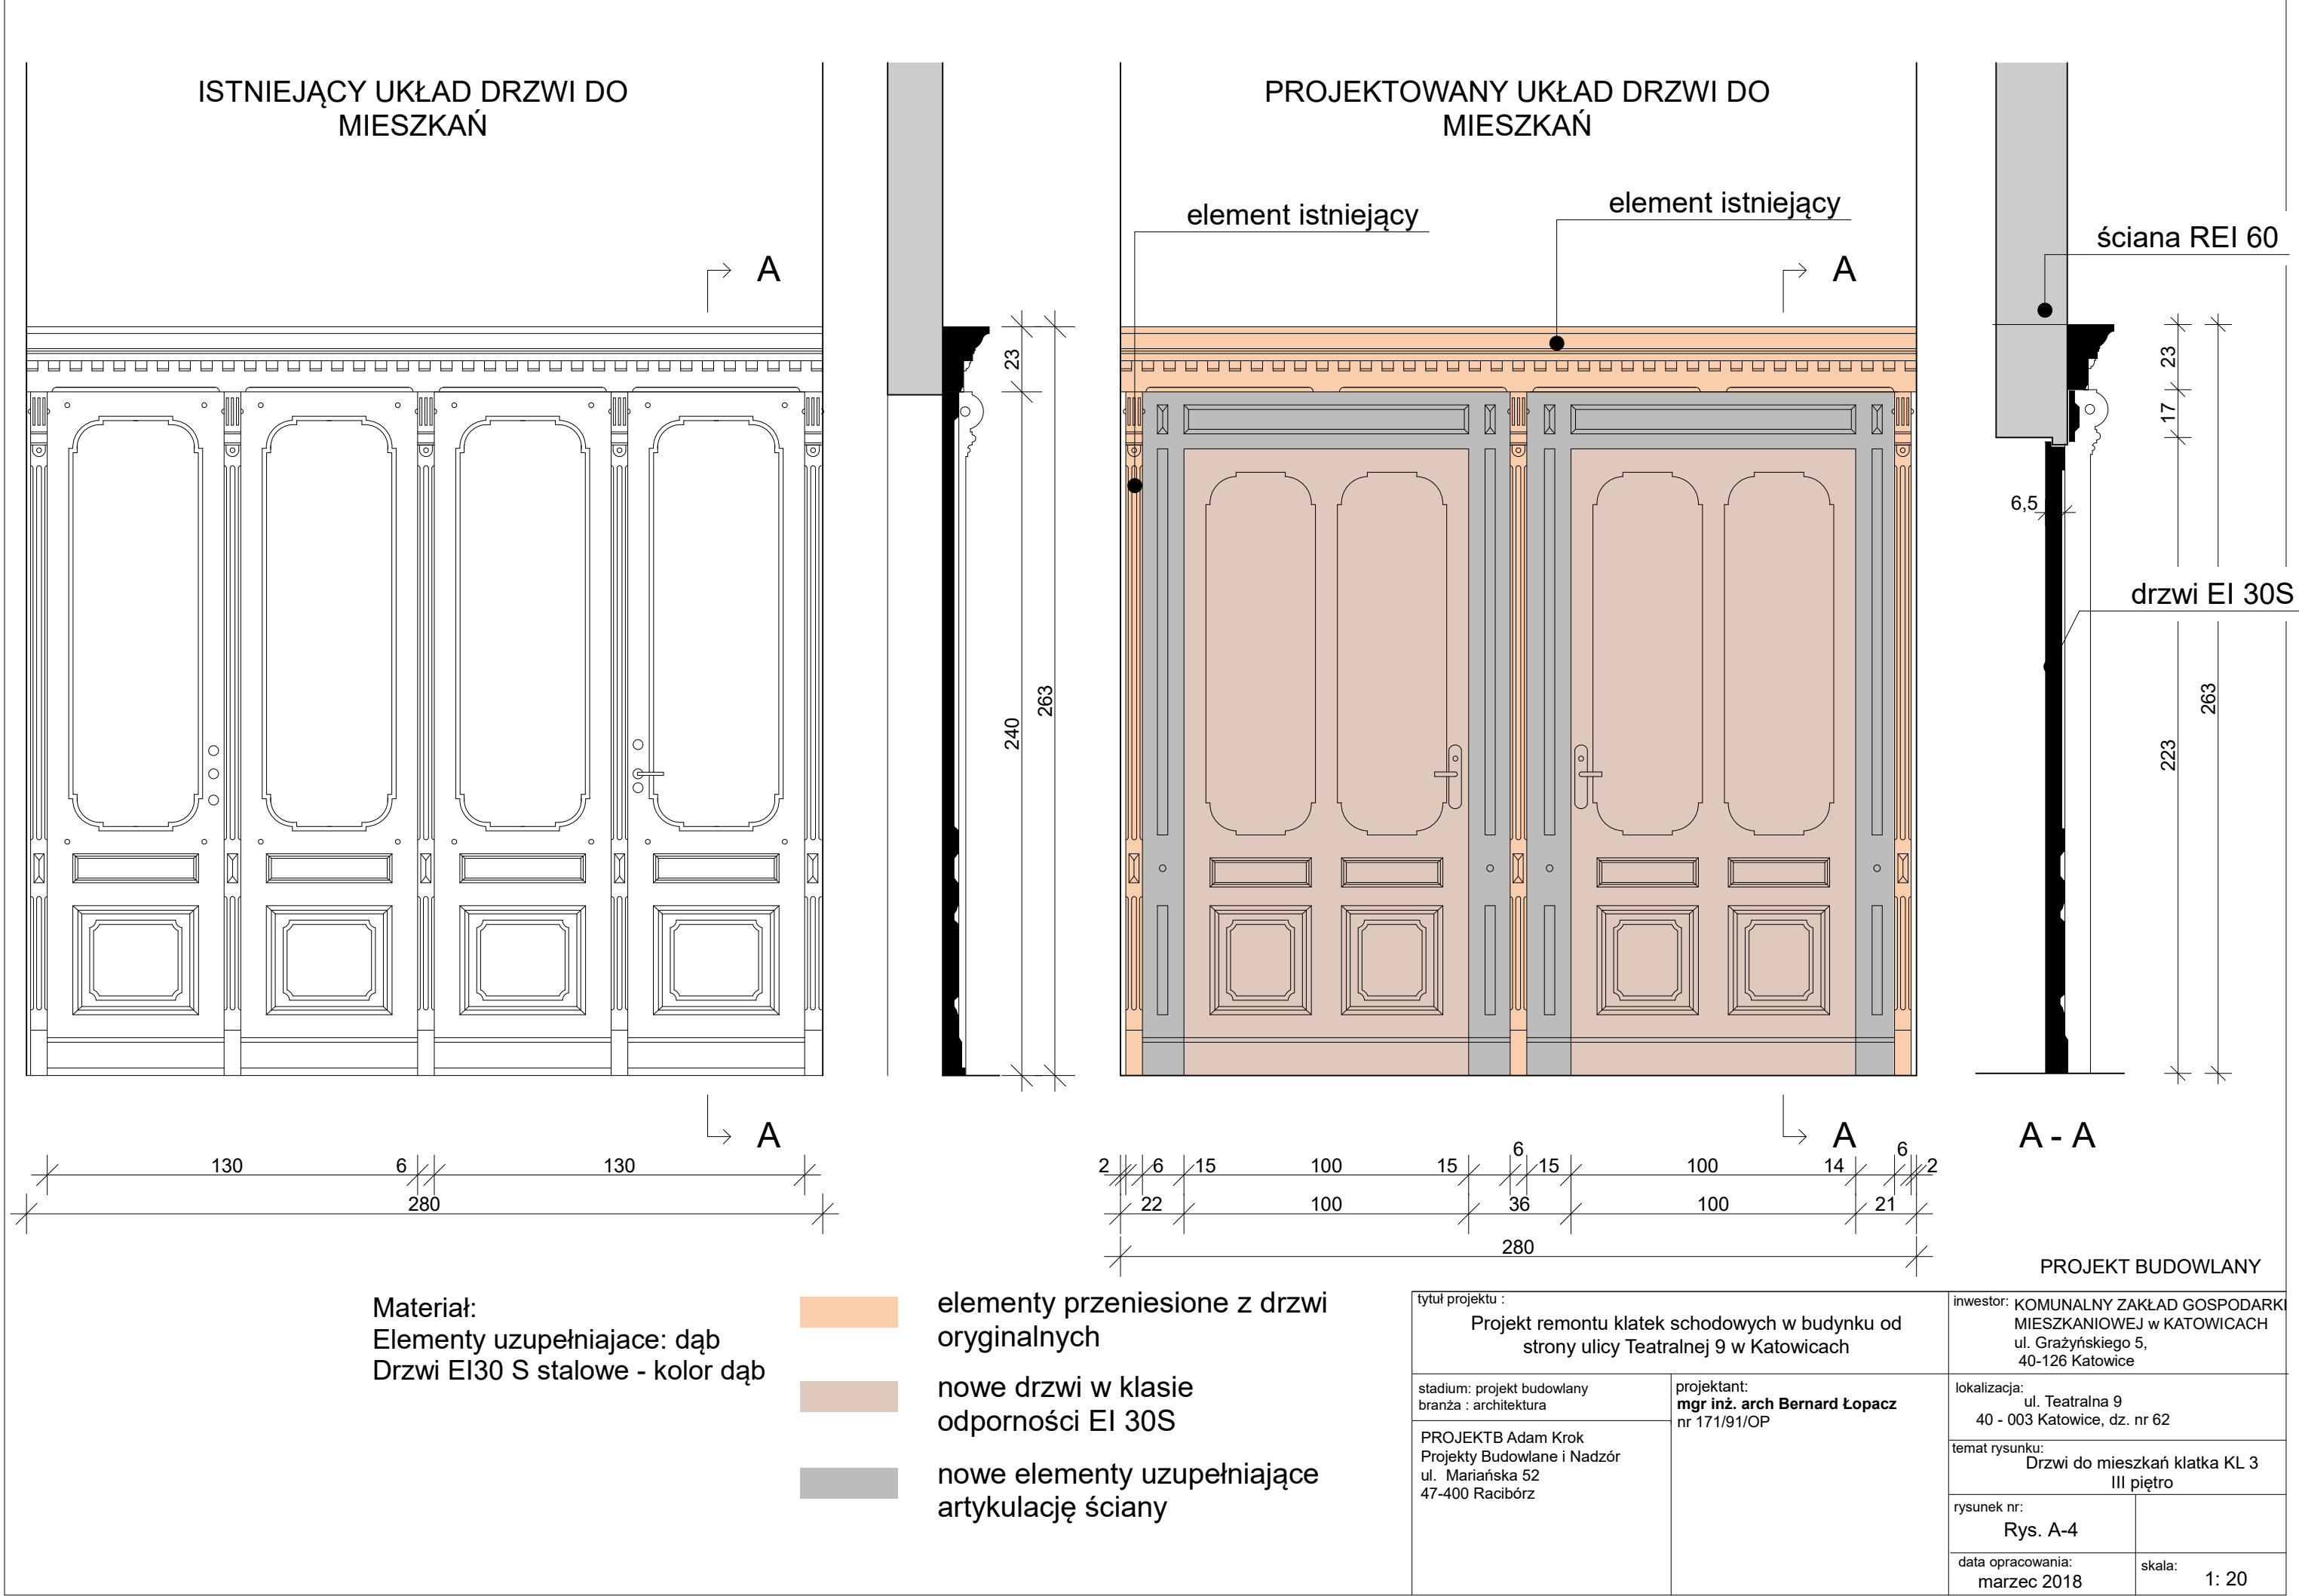 ISTNIEJĄCY UKŁAD DRZWI DO
MIESZKAŃ
PROJEKTOWANY UKŁAD DRZWI DO
MIESZKAŃ
element istniejący
element istniejący
ściana REI 60
A
A
23
240
263
23
17
6,5
drzwi EI 30S
223
263
A
A
A - A
130
6
130
280
2
6
15
100
15
6
15
100
14
6
2
22
100
36
100
21
280
Materiał:
Elementy uzupełniajace: dąb
Drzwi EI30 S stalowe - kolor dąb
elementy przeniesione z drzwi
oryginalnych
nowe drzwi w klasie
odporności EI 30S
nowe elementy uzupełniające
artykulację ściany
PROJEKT BUDOWLANY
tytuł projektu :
Projekt remontu klatek schodowych w budynku od
strony ulicy Teatralnej 9 w Katowicach
inwestor: KOMUNALNY ZAKŁAD GOSPODARKI
MIESZKANIOWEJ w KATOWICACH
ul. Grażyńskiego 5,
40-126 Katowice
stadium: projekt budowlany
branża : architektura
projektant:
mgr inż. arch Bernard Łopacz
nr 171/91/OP
PROJEKTB Adam Krok
Projekty Budowlane i Nadzór
ul. Mariańska 52
47-400 Racibórz
lokalizacja:
ul. Teatralna 9
40 - 003 Katowice, dz. nr 62
temat rysunku:
Drzwi do mieszkań klatka KL 3
III piętro
rysunek nr:
Rys. A-4
data opracowania:
marzec 2018
skala:
1: 20